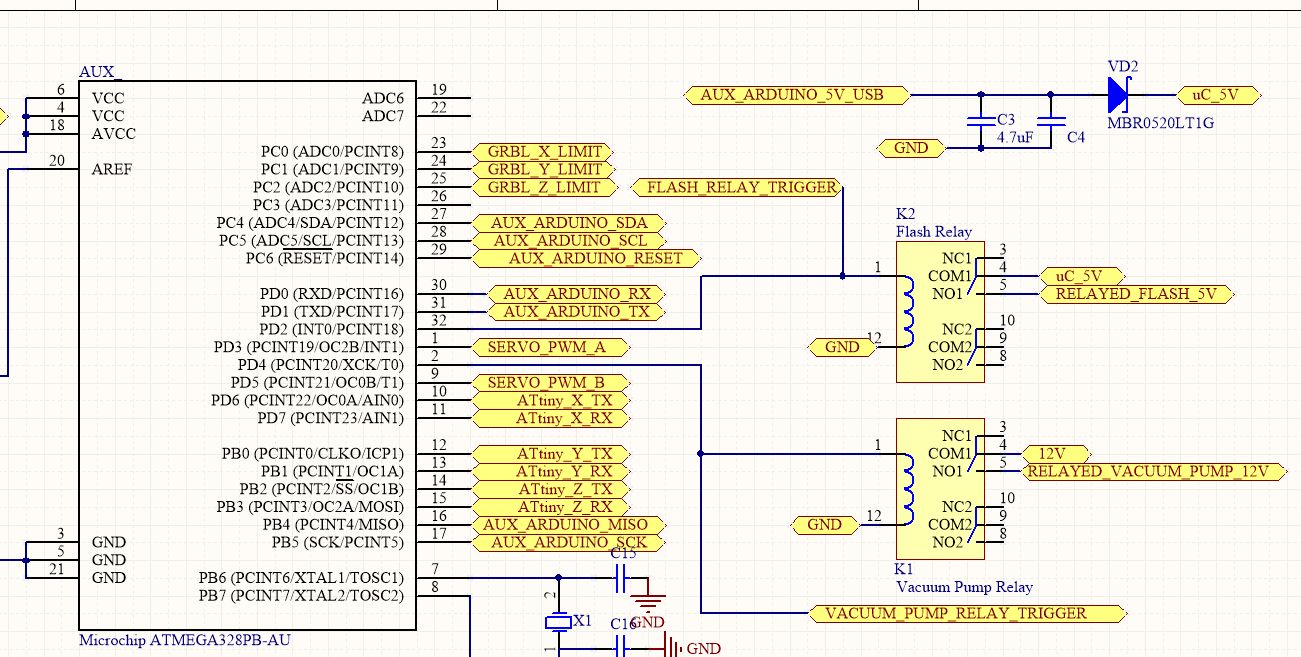 AUX_
6 VCC
4 VCC
18 AVCC
20 AREF
3 GND
5 GND
21 GND
ADC6 19
ADC7 22
PC0 (ADC0/PCINT8) 23 GRBL_X_LIMIT
PC1 (ADC1/PCINT9) 24 GRBL_Y_LIMIT
PC2 (ADC2/PCINT10) 25 GRBL_Z_LIMIT
PC3 (ADC3/PCINT11) 26
PC4 (ADC4/SDA/PCINT12) 27 AUX_ARDUINO_SDA
PC5 (ADC5/SCL/PCINT13) 28 AUX_ARDUINO_SCL
PC6 (RESET/PCINT14) 29 AUX_ARDUINO_RESET
PD0 (RXD/PCINT16) 30 AUX_ARDUINO_RX
PD1 (TXD/PCINT17) 31 AUX_ARDUINO_TX
PD2 (INT0/PCINT18) 32
PD3 (PCINT19/OC2B/INT1) 1 SERVO_PWM_A
PD4 (PCINT20/XCK/T0) 2
PD5 (PCINT21/OC0B/T1) 9 SERVO_PWM_B
PD6 (PCINT22/OC0A/AIN0) 10 ATtiny_X_TX
PD7 (PCINT23/AIN1) 11 ATtiny_X_RX
PB0 (PCINT0/CLKO/ICP1) 12 ATtiny_Y_TX
PB1 (PCINT1/OC1A) 13 ATtiny_Y_RX
PB2 (PCINT2/SS/OC1B) 14 ATtiny_Z_TX
PB3 (PCINT3/OC2A/MOSI) 15 ATtiny_Z_RX
PB4 (PCINT4/MISO) 16 AUX_ARDUINO_MISO
PB5 (SCK/PCINT5) 17 AUX_ARDUINO_SCK
PB6 (PCINT6/XTAL1/TOSC1) 7
PB7 (PCINT7/XTAL2/TOSC2) 8
Microchip ATMEGA328PB-AU
C15
GND
2
X1
1
C16
GND
VD2
AUX_ARDUINO_5V_USB
uC_5V
MBR0520LT1G
C3
4.7uF
C4
GND
FLASH_RELAY_TRIGGER
K2
Flash Relay
1
12
GND
NC1 3
COM1 4 uC_5V
NO1 5 RELAYED_FLASH_5V
NC2 10
COM2 9
NO2 8
1
12
GND
NC1 3
COM1 4 12V
NO1 5 RELAYED_VACUUM_PUMP_12V
NC2 10
COM2 9
NO2 8
K1
Vacuum Pump Relay
VACUUM_PUMP_RELAY_TRIGGER